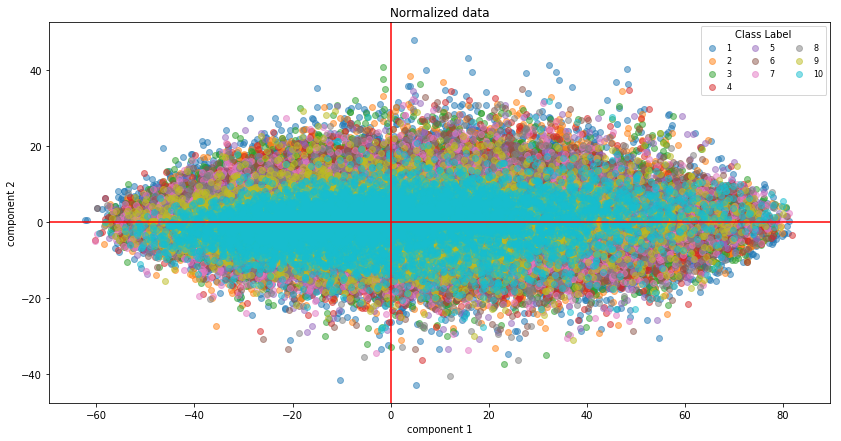 Normalized data
Class Label
1 5 8
2 6 9
3 7 10
4
component 2
40
20
0
−20
−40
−60 −40 −20 0 20 40 60 80
component 1